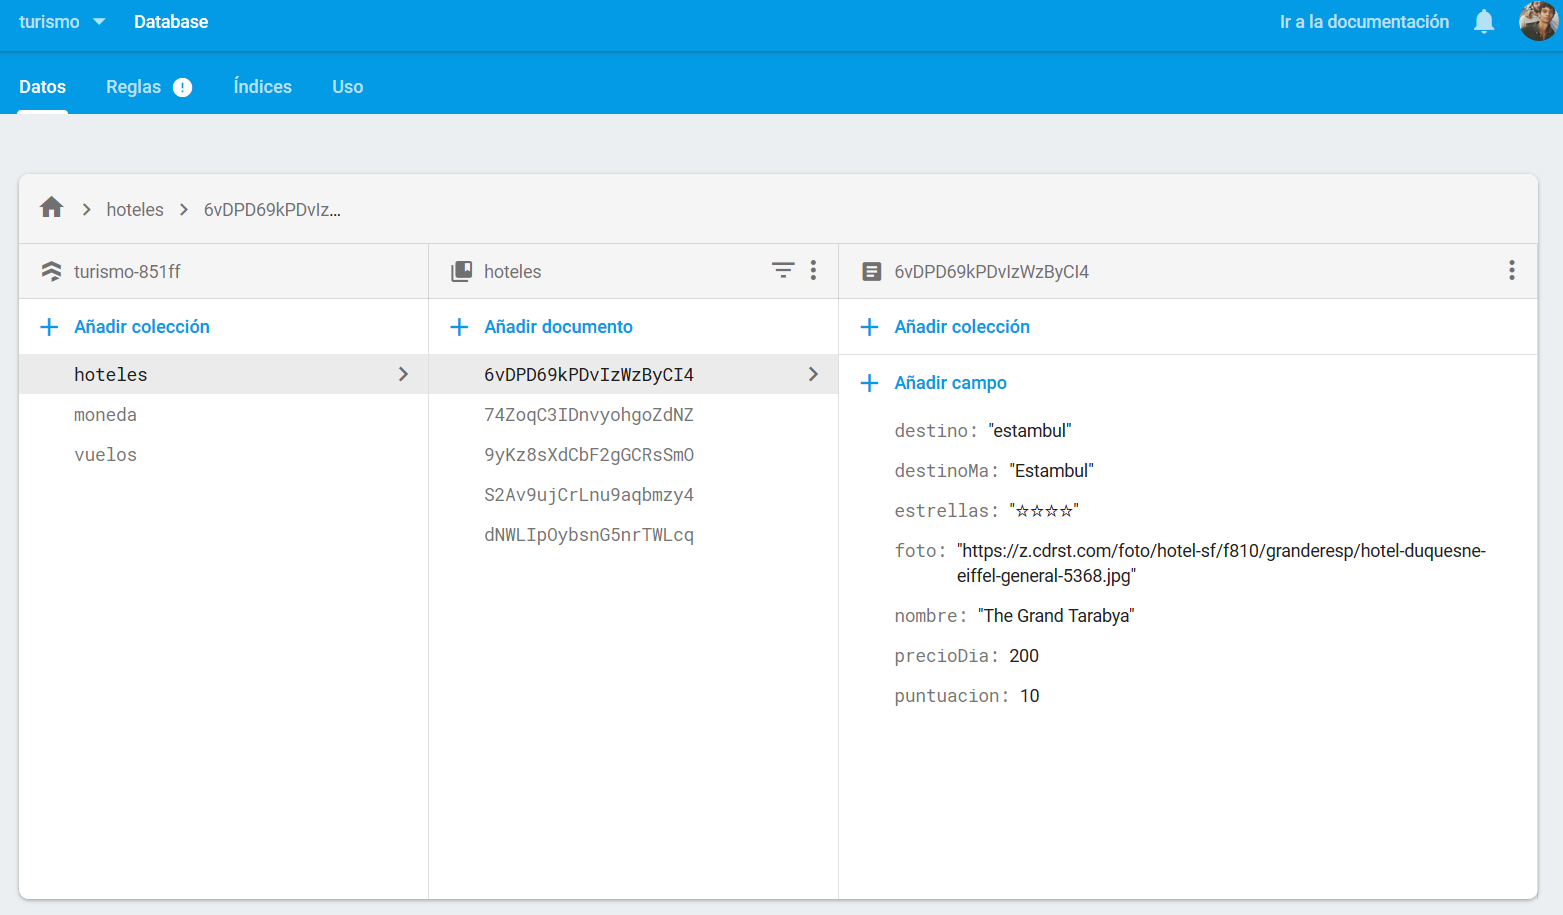 turismo Database Ir a la documentación
Datos Reglas ! Índices Uso
hoteles 6vDPD69kPDvIz...
turismo-851ff
hoteles
6vDPD69kPDvIzWzByCI4
Añadir colección
Añadir documento
Añadir colección
hoteles
moneda
vuelos
6vDPD69kPDvIzWzByCI4
74ZoqC3IDnvyohgoZdNZ
9yKz8sXdCbF2gGCRsSmO
S2Av9ujCrLnu9aqbmzy4
dNWLIpOybsnG5nrTWLcq
Añadir campo
destino: "estambul"
destinoMa: "Estambul"
estrellas: "☆☆☆☆"
foto: "https://z.cdrst.com/foto/hotel-sf/f810/granderesp/hotel-duquesne-
eiffel-general-5368.jpg"
nombre: "The Grand Tarabya"
precioDia: 200
puntuacion: 10